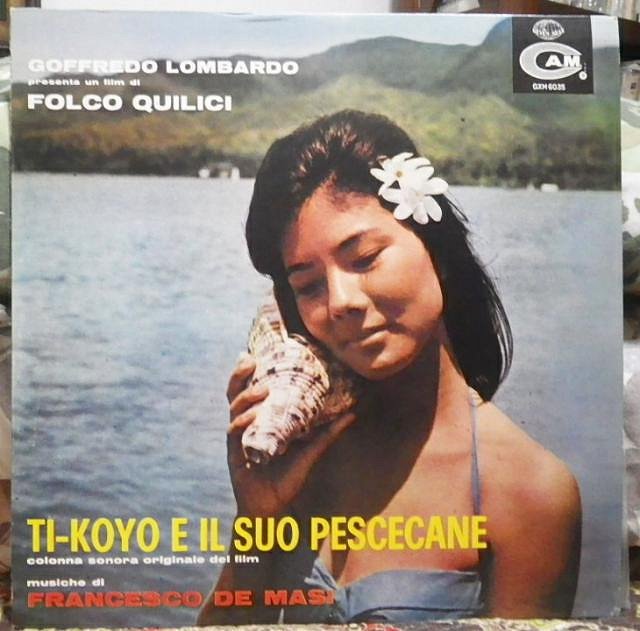 GOFFREDO LOMBARDO
presenta un film di
FOLCO QUILICI
CAM
GXM 6035
TI-KOYO E IL SUO PESCECANE
colonna sonora originale del film
musiche di
FRANCESCO DE MASI